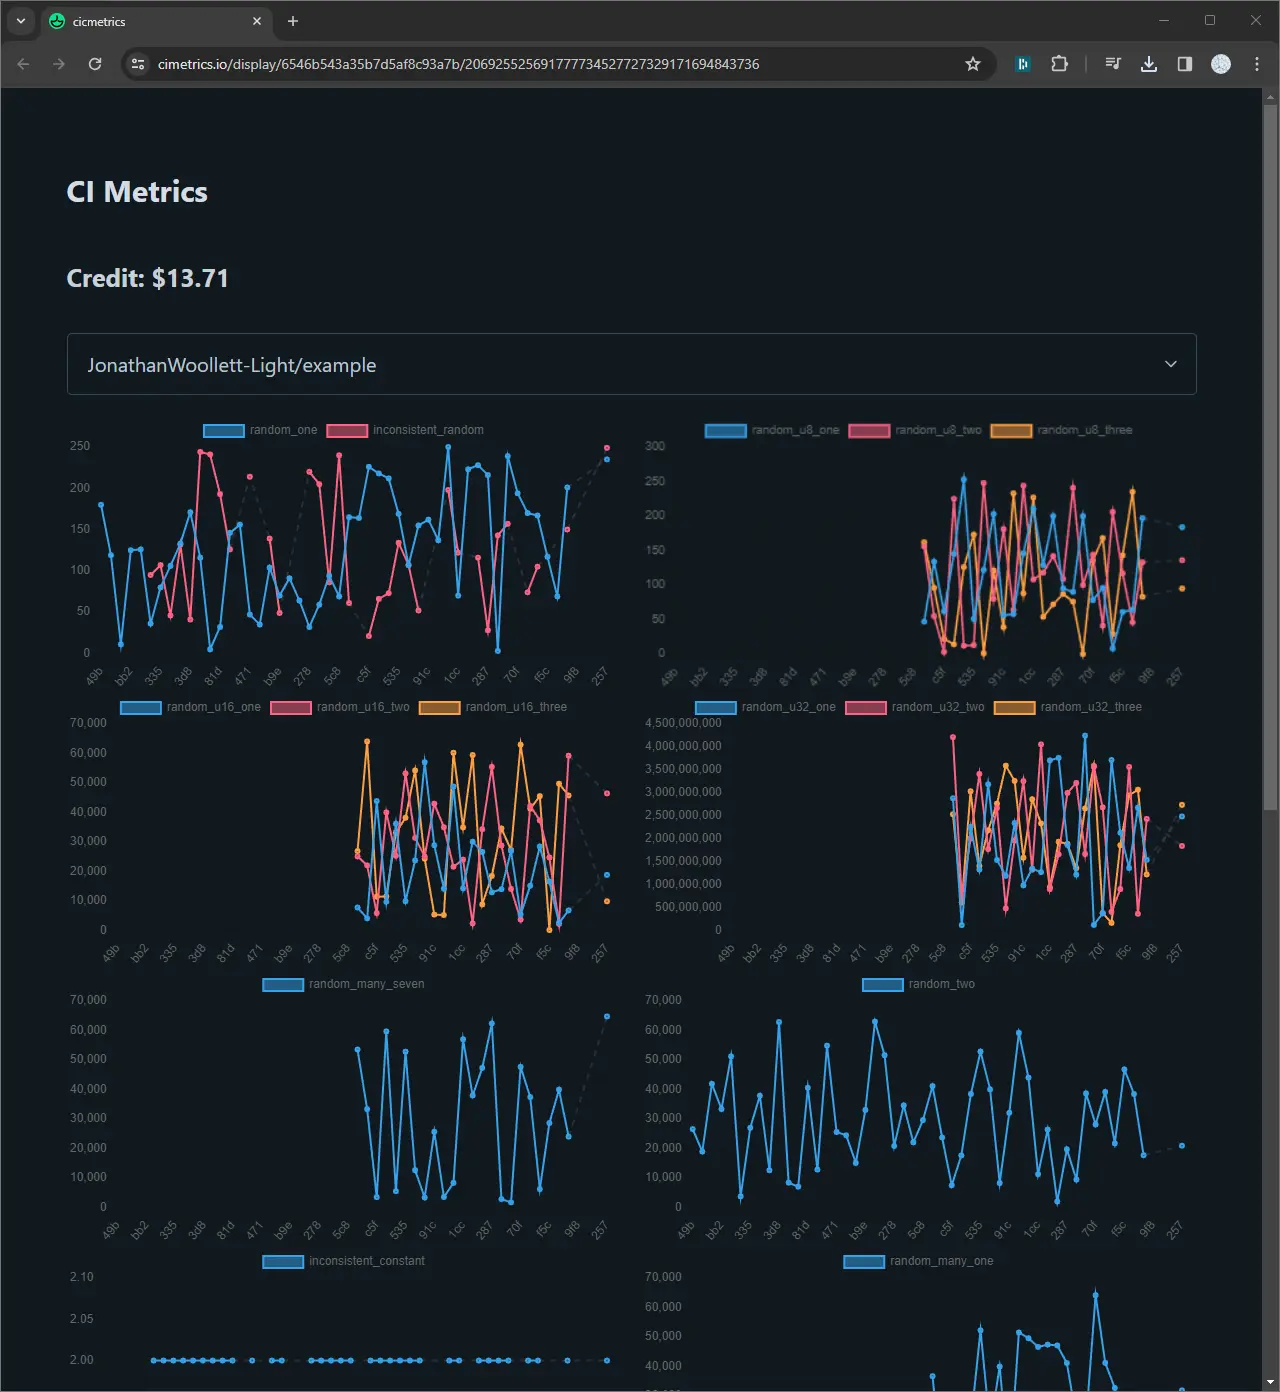 cicmetrics
cimetrics.io/display/6546b543a35b7d5af8c93a7b/206925525691777734527727329171694843736
CI Metrics
Credit: $13.71
JonathanWoollett-Light/example
random_one inconsistent_random
250
200
150
100
50
0
49b bb2 335 3d8 81d 471 b9e 278 5c8 c5f 535 91c 1cc 287 70f f5c 9f8 257
random_u8_one random_u8_two random_u8_three
300
250
200
150
100
50
0
49b bb2 335 3d8 81d 471 b9e 278 5c8 c5f 535 91c 1cc 287 70f f5c 9f8 257
random_u16_one random_u16_two random_u16_three
70,000
60,000
50,000
40,000
30,000
20,000
10,000
0
49b bb2 335 3d8 81d 471 b9e 278 5c8 c5f 535 91c 1cc 287 70f f5c 9f8 257
random_u32_one random_u32_two random_u32_three
4,500,000,000
4,000,000,000
3,500,000,000
3,000,000,000
2,500,000,000
2,000,000,000
1,500,000,000
1,000,000,000
500,000,000
0
49b bb2 335 3d8 81d 471 b9e 278 5c8 c5f 535 91c 1cc 287 70f f5c 9f8 257
random_many_seven
70,000
60,000
50,000
40,000
30,000
20,000
10,000
0
49b bb2 335 3d8 81d 471 b9e 278 5c8 c5f 535 91c 1cc 287 70f f5c 9f8 257
random_two
70,000
60,000
50,000
40,000
30,000
20,000
10,000
0
49b bb2 335 3d8 81d 471 b9e 278 5c8 c5f 535 91c 1cc 287 70f f5c 9f8 257
inconsistent_constant
2.10
2.05
2.00
random_many_one
70,000
60,000
50,000
40,000